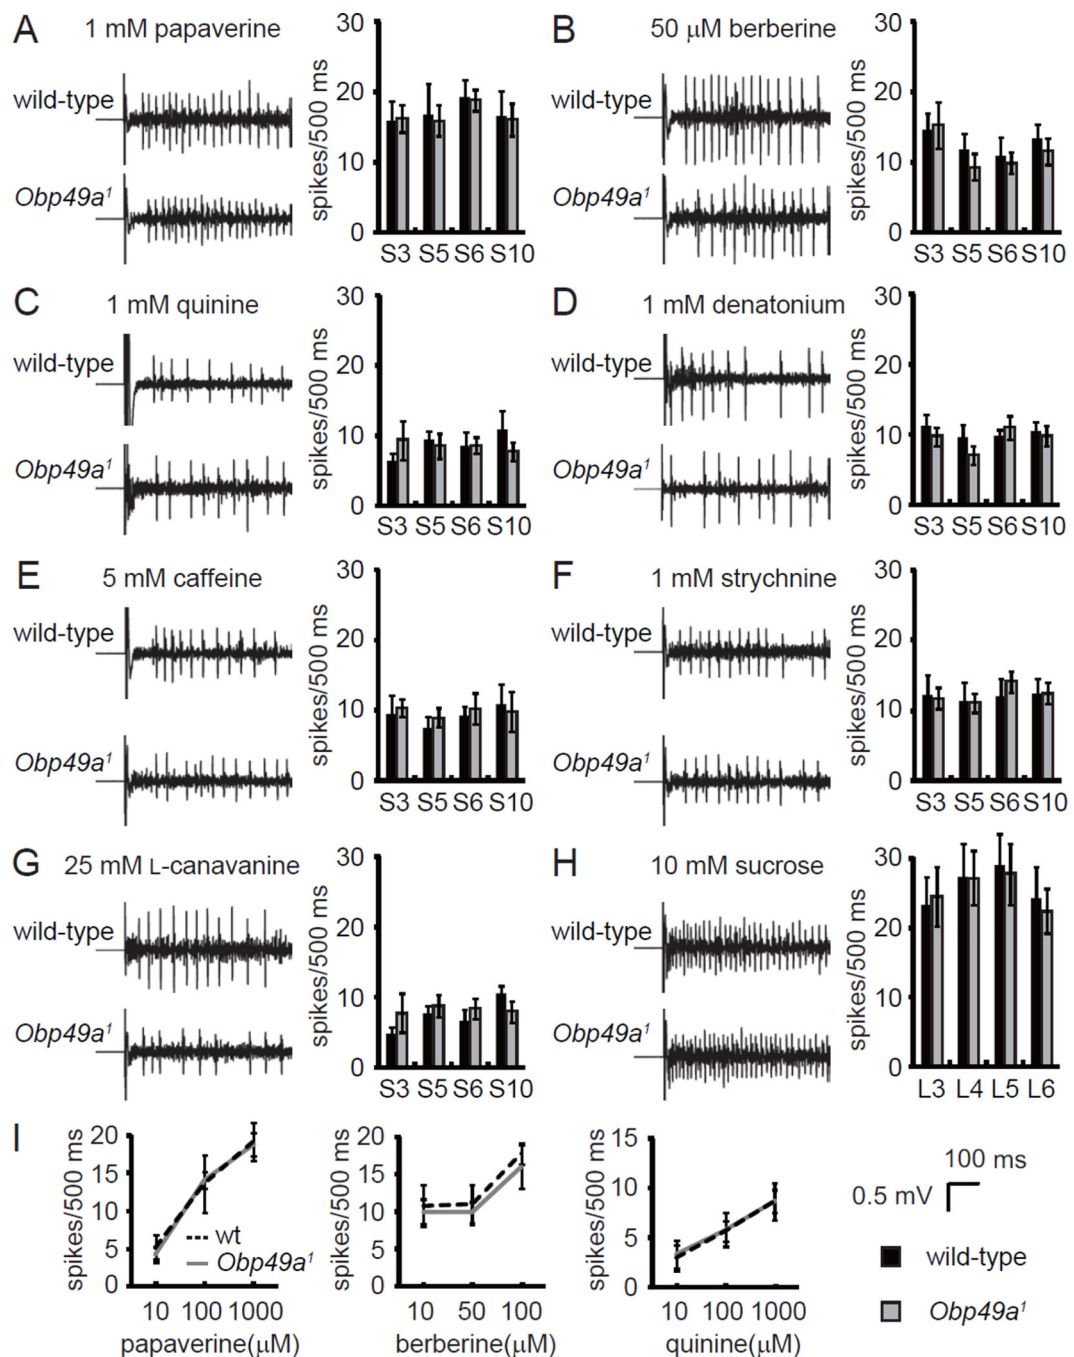 A 1 mM papaverine
wild-type
Obp49a¹
spikes/500 ms
30
20
10
0
S3 S5 S6 S10
B 50 μM berberine
wild-type
Obp49a¹
spikes/500 ms
30
20
10
0
S3 S5 S6 S10
C 1 mM quinine
wild-type
Obp49a¹
spikes/500 ms
30
20
10
0
S3 S5 S6 S10
D 1 mM denatonium
wild-type
Obp49a¹
spikes/500 ms
30
20
10
0
S3 S5 S6 S10
E 5 mM caffeine
wild-type
Obp49a¹
spikes/500 ms
30
20
10
0
S3 S5 S6 S10
F 1 mM strychnine
wild-type
Obp49a¹
spikes/500 ms
30
20
10
0
S3 S5 S6 S10
G 25 mM L-canavanine
wild-type
Obp49a¹
spikes/500 ms
30
20
10
0
S3 S5 S6 S10
H 10 mM sucrose
wild-type
Obp49a¹
spikes/500 ms
30
20
10
0
L3 L4 L5 L6
I
spikes/500 ms
20
15
10
5
0
wt
Obp49a¹
10 100 1000
papaverine(μM)
spikes/500 ms
20
15
10
5
0
10 50 100
berberine(μM)
spikes/500 ms
15
10
5
0
10 100 1000
quinine(μM)
100 ms
0.5 mV
wild-type
Obp49a¹